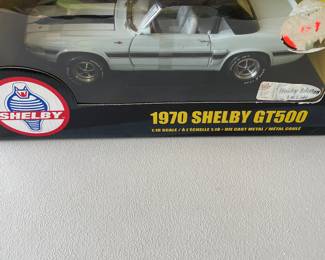 SHELBY
1970 SHELBY GT500
1:18 SCALE / À L'ÉCHELLE 1:18 • DIE CAST METAL / MÉTAL COULÉ